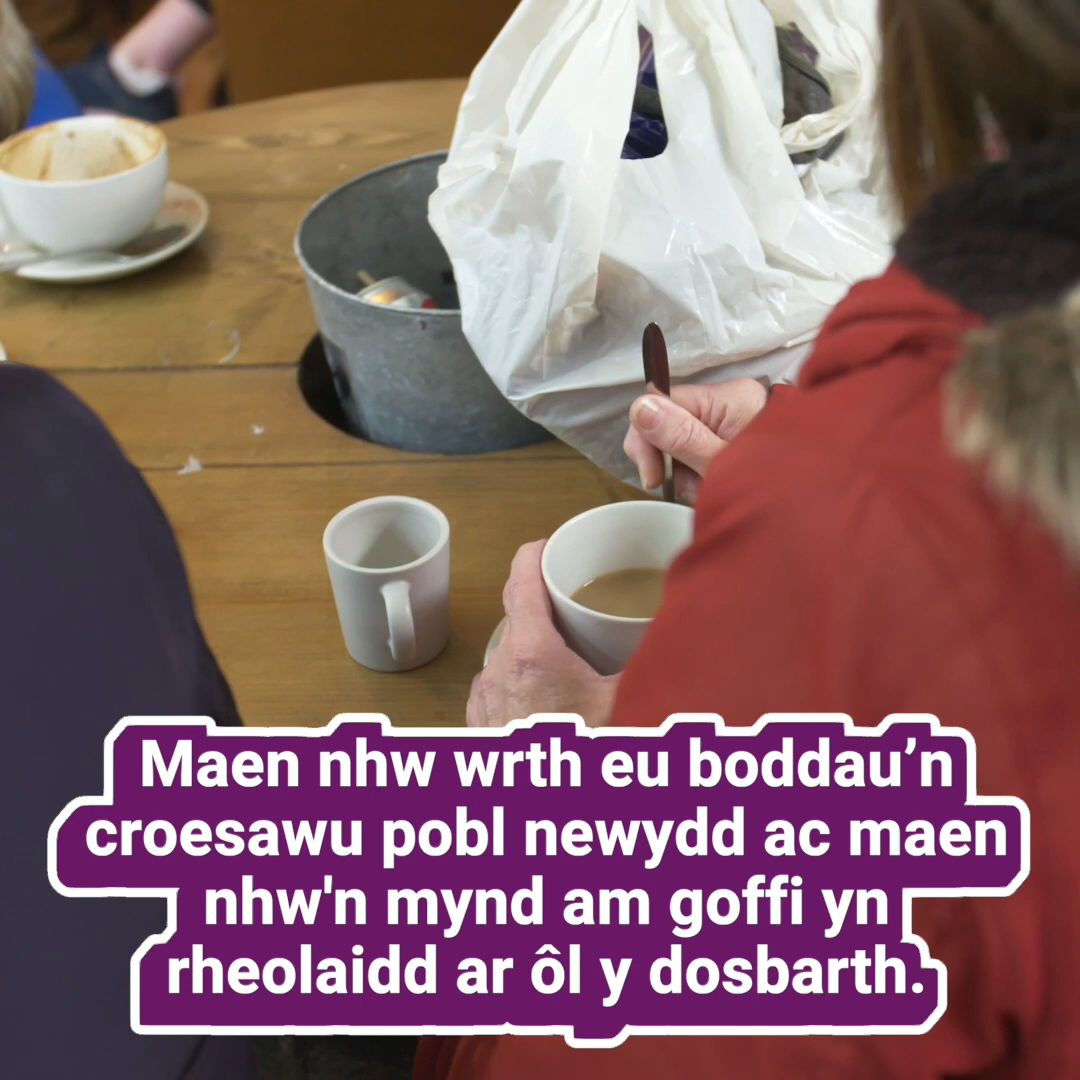 Maen nhw wrth eu boddau’n
croesawu pobl newydd ac maen
nhw'n mynd am goffi yn
rheolaidd ar ôl y dosbarth.